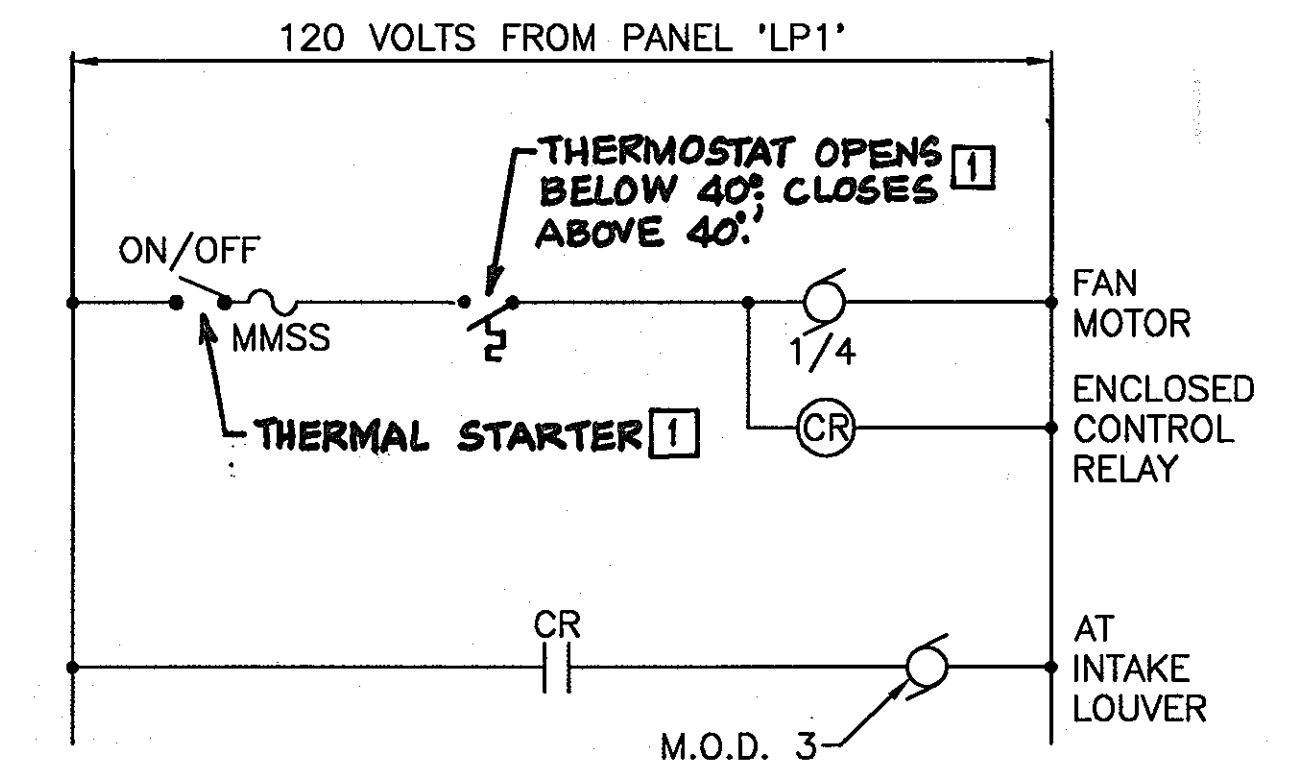 120 VOLTS FROM PANEL 'LP1'
THERMOSTAT OPENS 1
BELOW 40°; CLOSES
ABOVE 40°.
ON/OFF
MMSS
THERMAL STARTER 1
1/4
FAN
MOTOR
CR
ENCLOSED
CONTROL
RELAY
CR
M.O.D. 3
AT
INTAKE
LOUVER